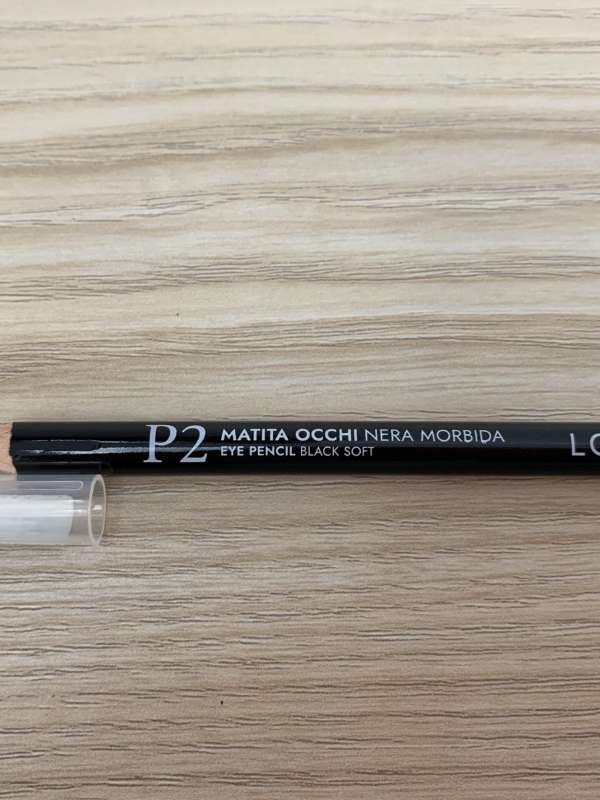 P2
MATITA OCCHI NERA MORBIDA
EYE PENCIL BLACK SOFT